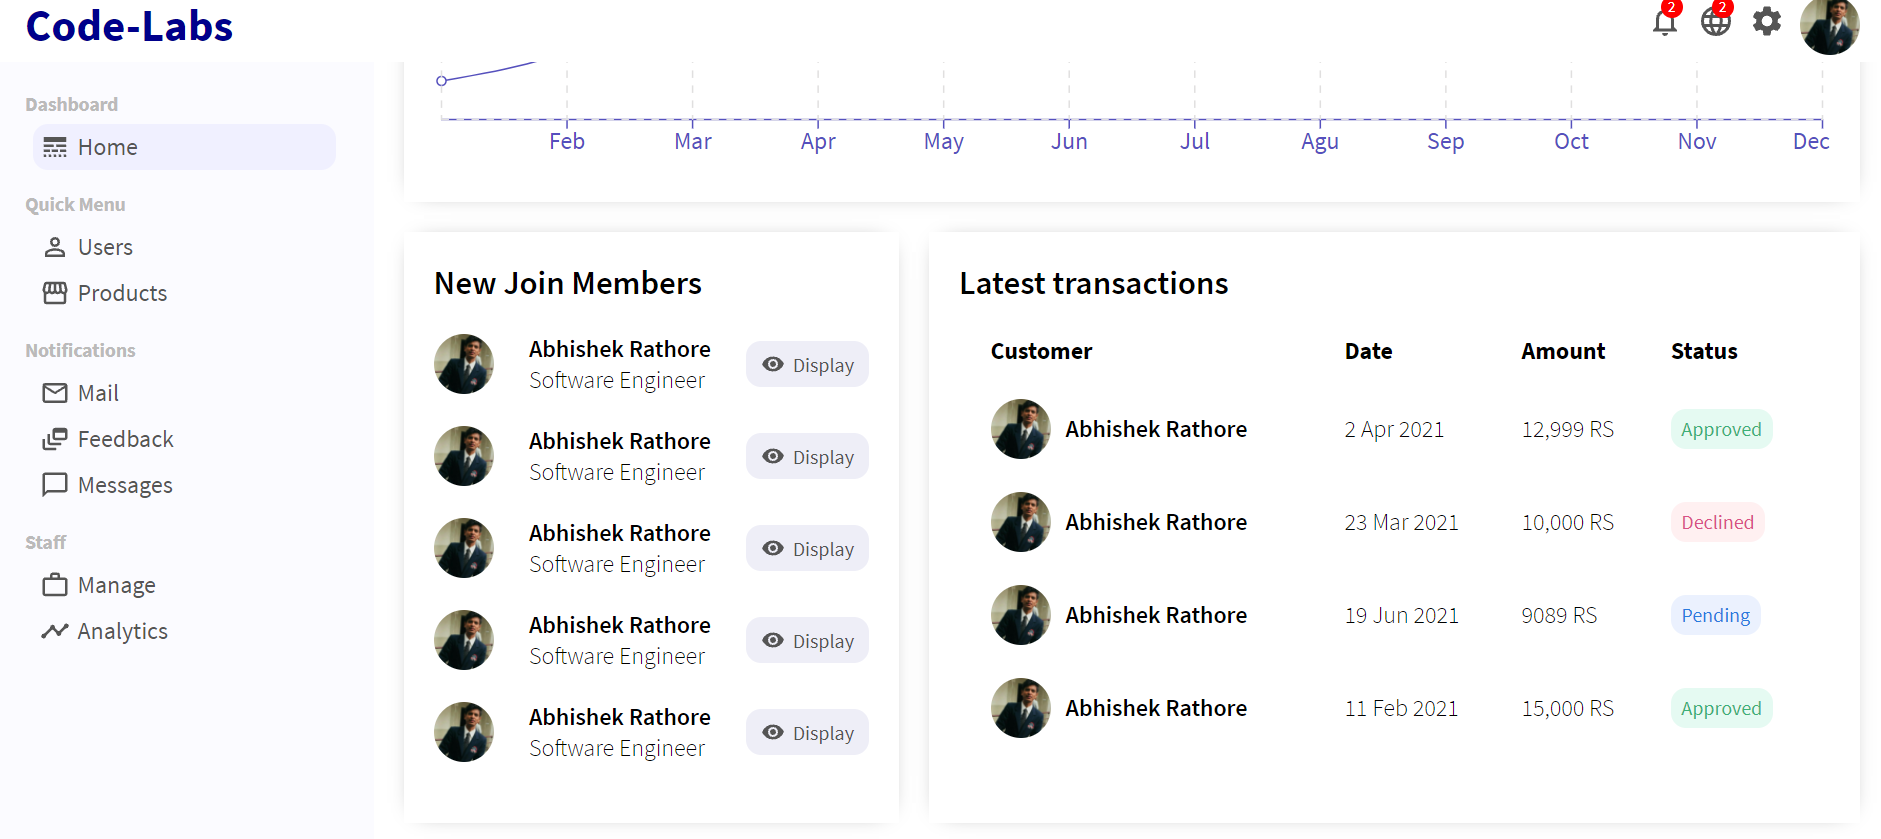 Code-Labs
2
2
Dashboard
Home
Quick Menu
Users
Products
Notifications
Mail
Feedback
Messages
Staff
Manage
Analytics
Feb Mar Apr May Jun Jul Agu Sep Oct Nov Dec
New Join Members
Abhishek Rathore
Software Engineer
Display
Abhishek Rathore
Software Engineer
Display
Abhishek Rathore
Software Engineer
Display
Abhishek Rathore
Software Engineer
Display
Abhishek Rathore
Software Engineer
Display
Latest transactions
Customer Date Amount Status
Abhishek Rathore 2 Apr 2021 12,999 RS Approved
Abhishek Rathore 23 Mar 2021 10,000 RS Declined
Abhishek Rathore 19 Jun 2021 9089 RS Pending
Abhishek Rathore 11 Feb 2021 15,000 RS Approved